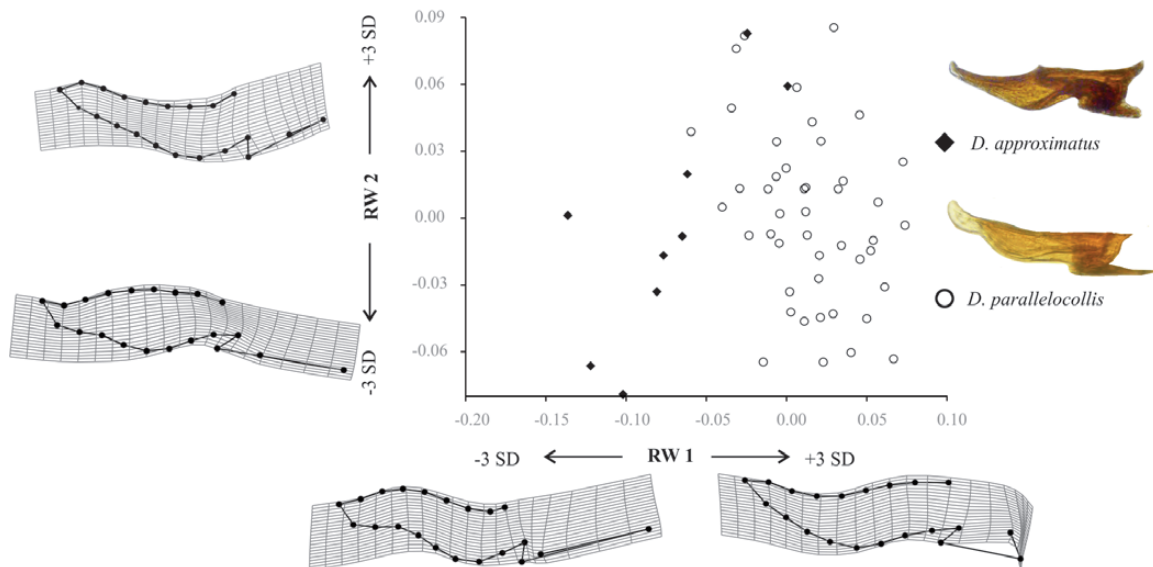 0.09
0.06
0.03
0.00
-0.03
-0.06
-0.20
-0.15
-0.10
-0.05
0.00
0.05
0.10
+3 SD
RW 2
-3 SD
-3 SD
RW 1
+3 SD
D. approximatus
D. parallelocollis